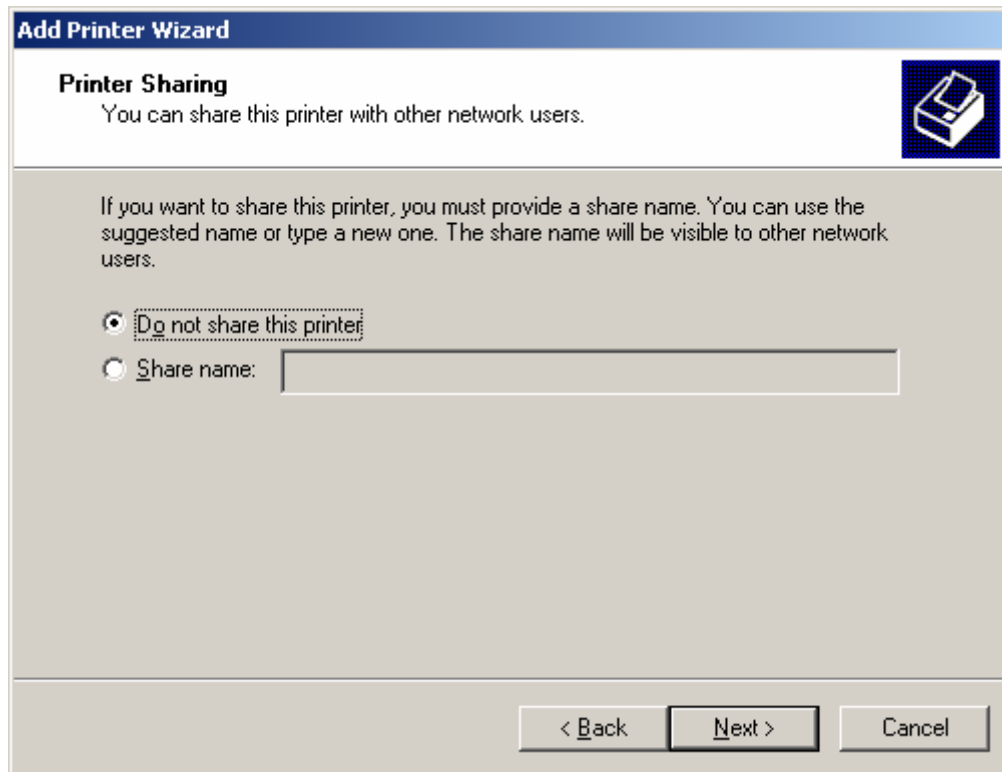 Add Printer Wizard
Printer Sharing
You can share this printer with other network users.
If you want to share this printer, you must provide a share name. You can use the
suggested name or type a new one. The share name will be visible to other network
users.
Do not share this printer
Share name:
< Back Next > Cancel